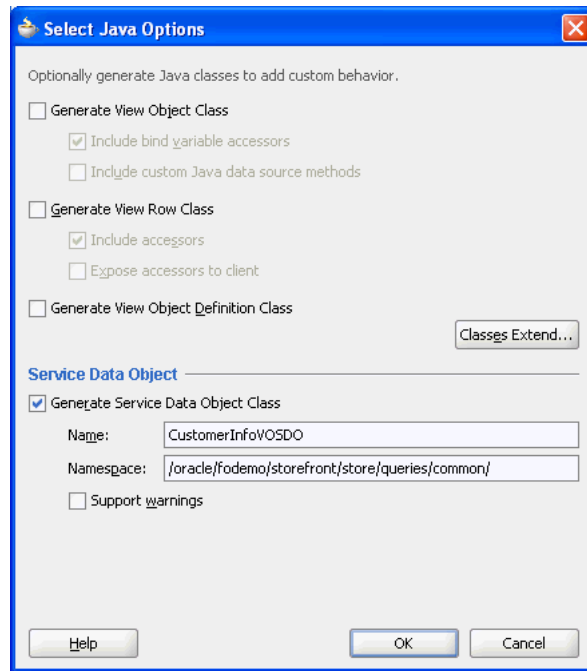 Select Java Options
Optionally generate Java classes to add custom behavior.
Generate View Object Class
Include bind variable accessors
Include custom Java data source methods
Generate View Row Class
Include accessors
Expose accessors to client
Generate View Object Definition Class
Classes Extend...
Service Data Object
Generate Service Data Object Class
Name: CustomerInfoVOSDO
Namespace: /oracle/fodemo/storefront/store/queries/common/
Support warnings
Help OK Cancel